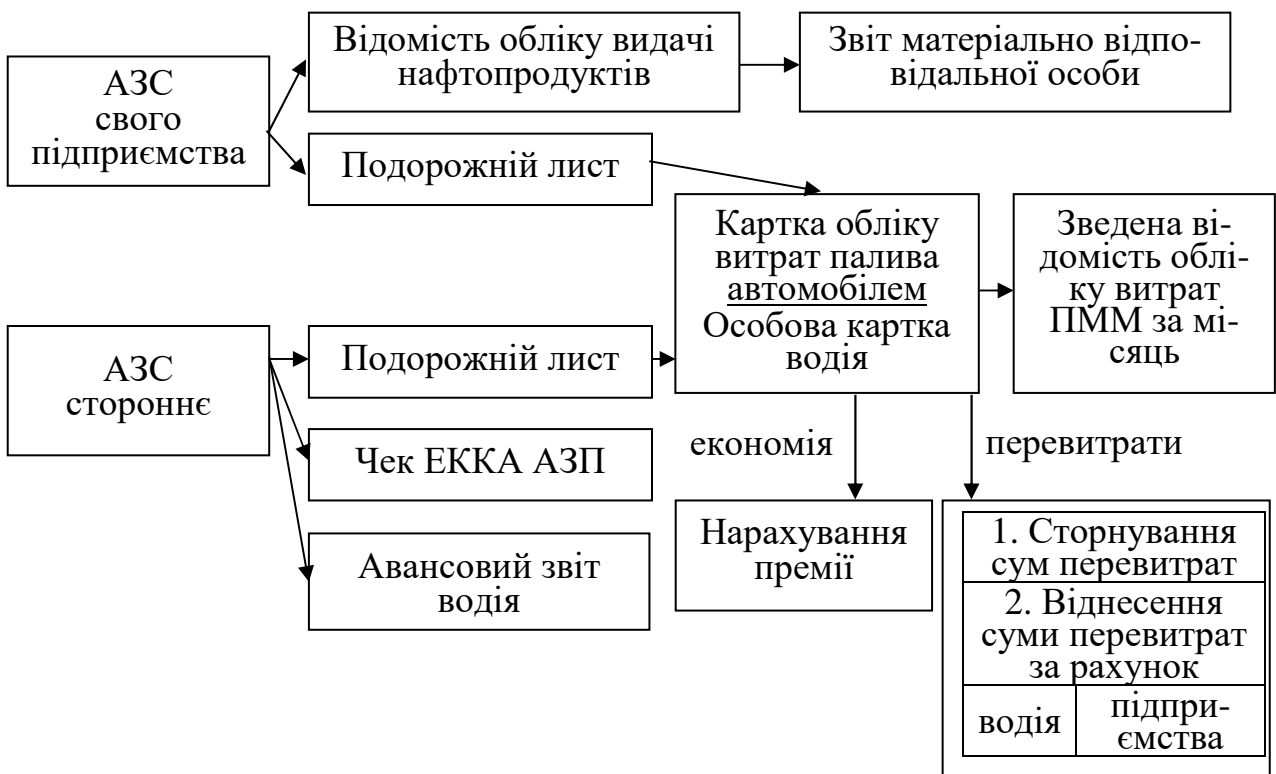 АЗС
свого
підприємства
Відомість обліку видачі
нафтопродуктів
Звіт матеріально відпо-
відальної особи
Подорожній лист
Картка обліку
витрат палива
автомобілем
Особова картка
водія
Зведена ві-
домість облі-
ку витрат
ПММ за мі-
сяць
АЗС
стороннє
Подорожній лист
Чек ЕККА АЗП
Авансовий звіт
водія
економія
перевитрати
Нарахування
премії
1. Сторнування
сум перевитрат
2. Віднесення
суми перевитрат
за рахунок
водія
підпри-
ємства